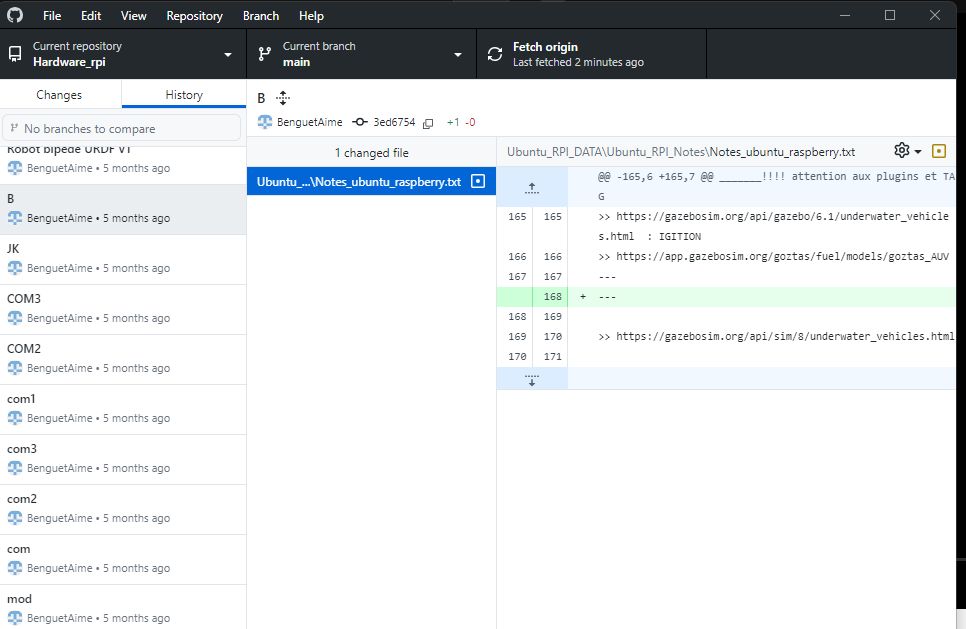 File Edit View Repository Branch Help
Current repository
Hardware_rpi
Current branch
main
Fetch origin
Last fetched 2 minutes ago
Changes History
No branches to compare
Robot bipede URDF V1
BenguetAime • 5 months ago
B
BenguetAime • 5 months ago
JK
BenguetAime • 5 months ago
COM3
BenguetAime • 5 months ago
COM2
BenguetAime • 5 months ago
com1
BenguetAime • 5 months ago
com3
BenguetAime • 5 months ago
com2
BenguetAime • 5 months ago
com
BenguetAime • 5 months ago
mod
BenguetAime • 5 months ago
B
BenguetAime 3ed6754 +1 -0
1 changed file
Ubuntu_...\Notes_ubuntu_raspberry.txt
Ubuntu_RPI_DATA\Ubuntu_RPI_Notes\Notes_ubuntu_raspberry.txt
@@ -165,6 +165,7 @@ _______!!!! attention aux plugins et TA
G
165 165 >> https://gazebosim.org/api/gazebo/6.1/underwater_vehicle
s.html : IGITION
166 166 >> https://app.gazebosim.org/goztas/fuel/models/goztas_AUV
167 167 ---
168 + ---
168 169
169 170 >> https://gazebosim.org/api/sim/8/underwater_vehicles.html
170 171